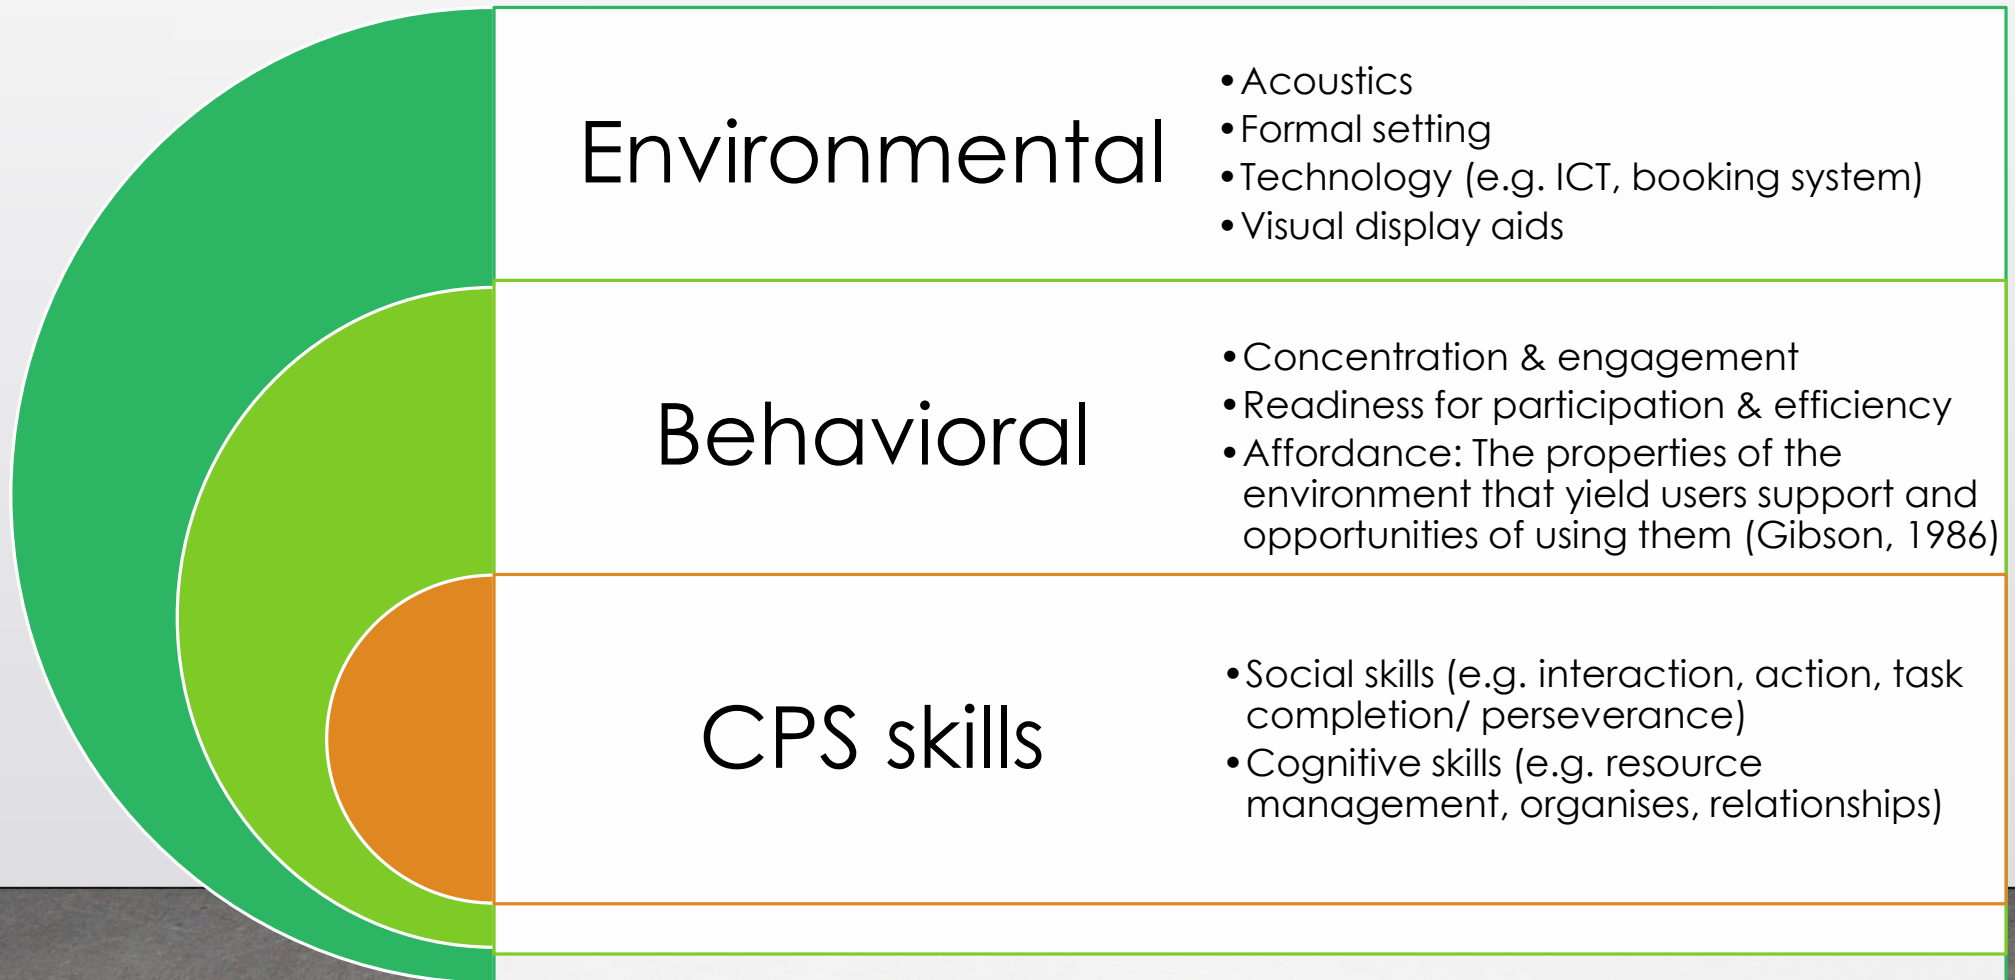 Environmental
•Acoustics
•Formal setting
•Technology (e.g. ICT, booking system)
•Visual display aids
Behavioral
•Concentration & engagement
•Readiness for participation & efficiency
•Affordance: The properties of the
environment that yield users support and
opportunities of using them (Gibson, 1986)
CPS skills
•Social skills (e.g. interaction, action, task
completion/ perseverance)
•Cognitive skills (e.g. resource
management, organises, relationships)